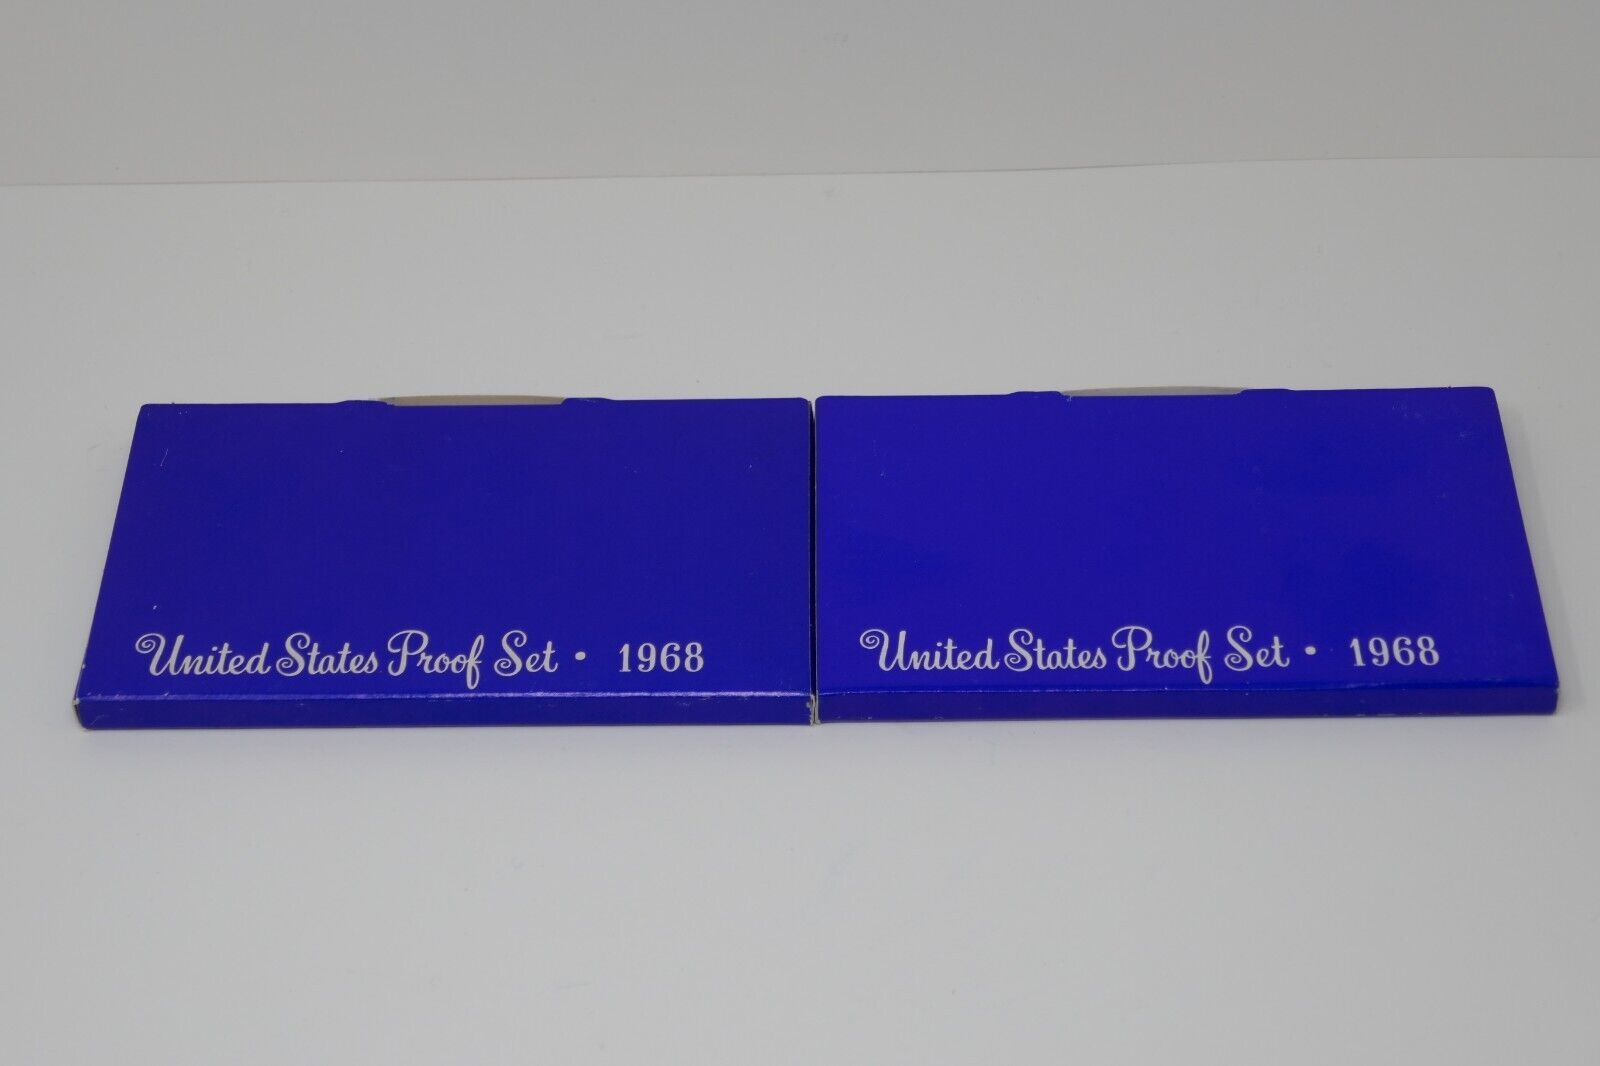 United States Proof Set • 1968
United States Proof Set • 1968